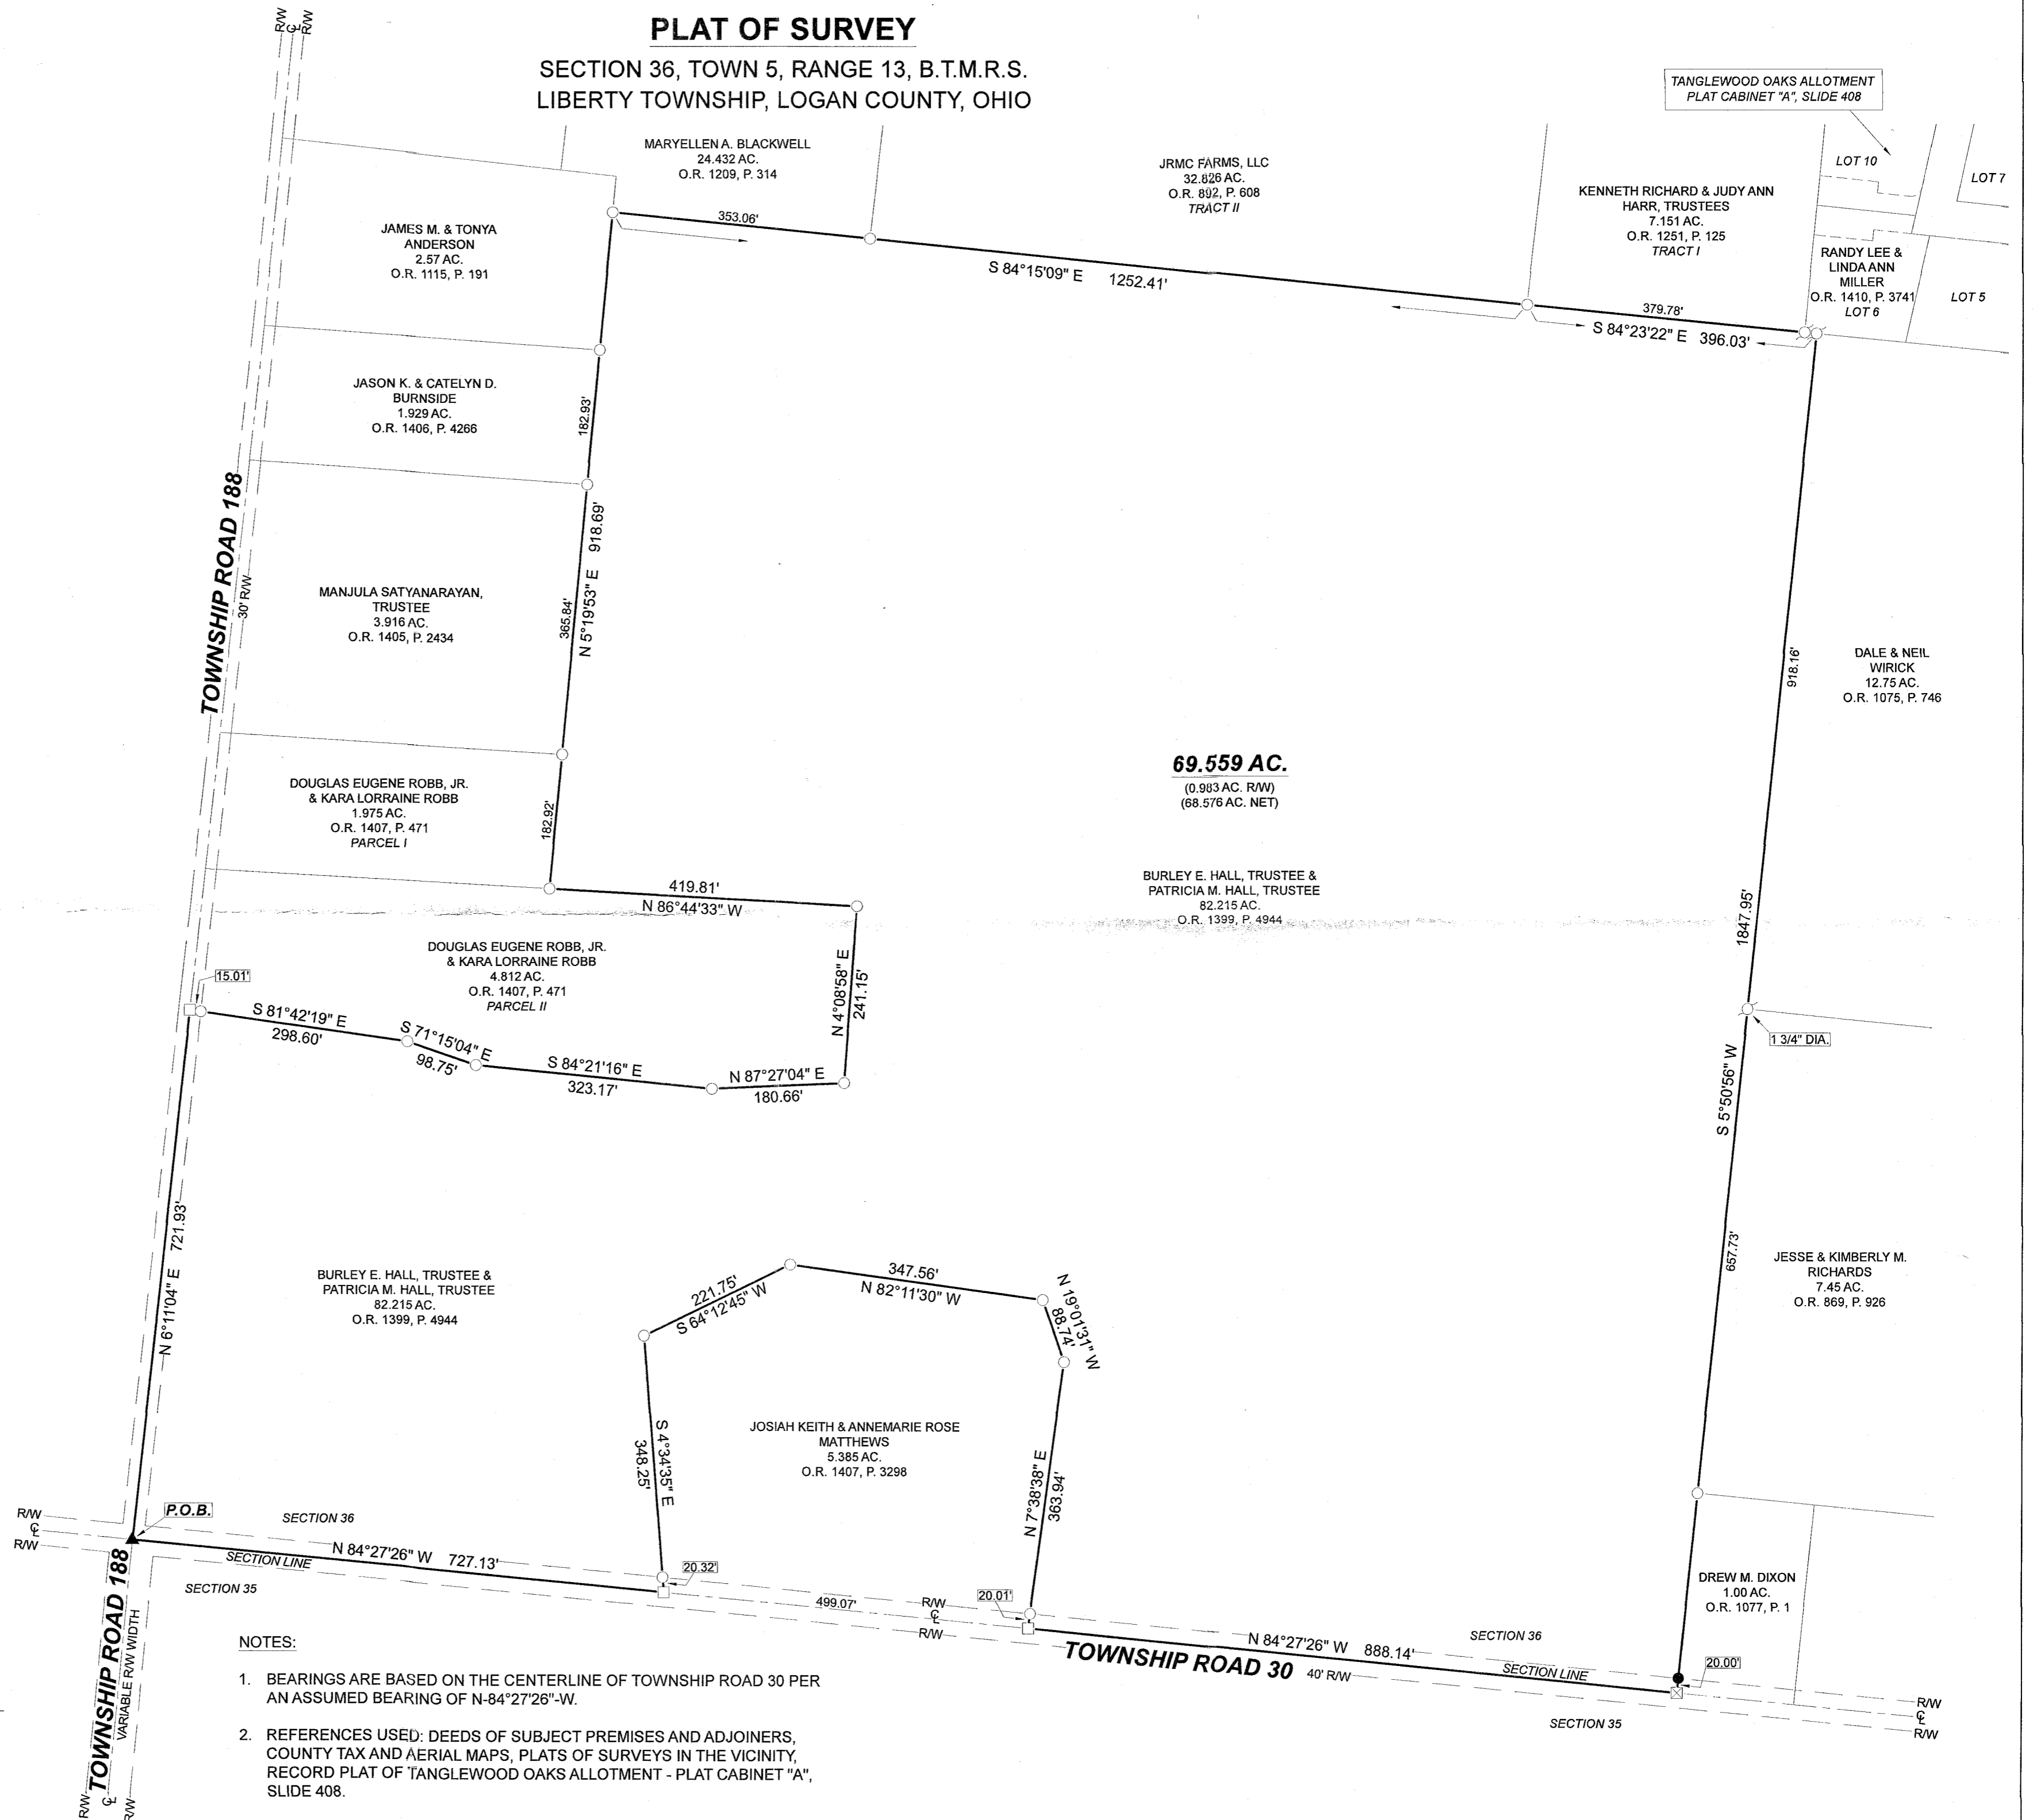 PLAT OF SURVEY
SECTION 36, TOWN 5, RANGE 13, B.T.M.R.S.
LIBERTY TOWNSHIP, LOGAN COUNTY, OHIO
R/W
C̵L
R/W
TANGLEWOOD OAKS ALLOTMENT
PLAT CABINET "A", SLIDE 408
MARYELLEN A. BLACKWELL
24.432 AC.
O.R. 1209, P. 314
JRMC FARMS, LLC
32.826 AC.
O.R. 892, P. 608
TRACT II
KENNETH RICHARD & JUDY ANN
HARR, TRUSTEES
7.151 AC.
O.R. 1251, P. 125
TRACT I
LOT 10
LOT 7
RANDY LEE &
LINDA ANN
MILLER
O.R. 1410, P. 3741
LOT 6
LOT 5
JAMES M. & TONYA
ANDERSON
2.57 AC.
O.R. 1115, P. 191
353.06'
S 84°15'09" E 1252.41'
379.78'
S 84°23'22" E 396.03'
JASON K. & CATELYN D.
BURNSIDE
1.929 AC.
O.R. 1406, P. 4266
182.93'
TOWNSHIP ROAD 188
30' R/W
MANJULA SATYANARAYAN,
TRUSTEE
3.916 AC.
O.R. 1405, P. 2434
365.84'
N 5°19'53" E 918.69'
DALE & NEIL
WIRICK
12.75 AC.
O.R. 1075, P. 746
918.16'
69.559 AC.
(0.983 AC. R/W)
(68.576 AC. NET)
DOUGLAS EUGENE ROBB, JR.
& KARA LORRAINE ROBB
1.975 AC.
O.R. 1407, P. 471
PARCEL I
182.92'
BURLEY E. HALL, TRUSTEE &
PATRICIA M. HALL, TRUSTEE
82.215 AC.
O.R. 1399, P. 4944
419.81'
N 86°44'33" W
1847.95'
S 5°50'56" W
DOUGLAS EUGENE ROBB, JR.
& KARA LORRAINE ROBB
4.812 AC.
O.R. 1407, P. 471
PARCEL II
15.01'
N 4°08'58" E
241.15'
S 81°42'19" E
298.60'
S 71°15'04" E
98.75'
S 84°21'16" E
323.17'
N 87°27'04" E
180.66'
1 3/4" DIA.
N 6°11'04" E 721.93'
657.73'
BURLEY E. HALL, TRUSTEE &
PATRICIA M. HALL, TRUSTEE
82.215 AC.
O.R. 1399, P. 4944
221.75'
S 64°12'45" W
347.56'
N 82°11'30" W
N 19°01'31" W
88.74'
JESSE & KIMBERLY M.
RICHARDS
7.45 AC.
O.R. 869, P. 926
S 4°34'35" E
348.25'
JOSIAH KEITH & ANNEMARIE ROSE
MATTHEWS
5.385 AC.
O.R. 1407, P. 3298
N 7°38'38" E
363.94'
P.O.B.
R/W
C̵L
R/W
SECTION 36
N 84°27'26" W 727.13'
SECTION LINE
SECTION 35
20.32'
499.07'
20.01'
R/W
C̵L
R/W
DREW M. DIXON
1.00 AC.
O.R. 1077, P. 1
TOWNSHIP ROAD 30
40' R/W
N 84°27'26" W 888.14'
SECTION 36
SECTION LINE
SECTION 35
20.00'
R/W
C̵L
R/W
TOWNSHIP ROAD 188
VARIABLE R/W WIDTH
R/W
C̵L
R/W
NOTES:
1. BEARINGS ARE BASED ON THE CENTERLINE OF TOWNSHIP ROAD 30 PER
AN ASSUMED BEARING OF N-84°27'26"-W.
2. REFERENCES USED: DEEDS OF SUBJECT PREMISES AND ADJOINERS,
COUNTY TAX AND AERIAL MAPS, PLATS OF SURVEYS IN THE VICINITY,
RECORD PLAT OF TANGLEWOOD OAKS ALLOTMENT - PLAT CABINET "A",
SLIDE 408.